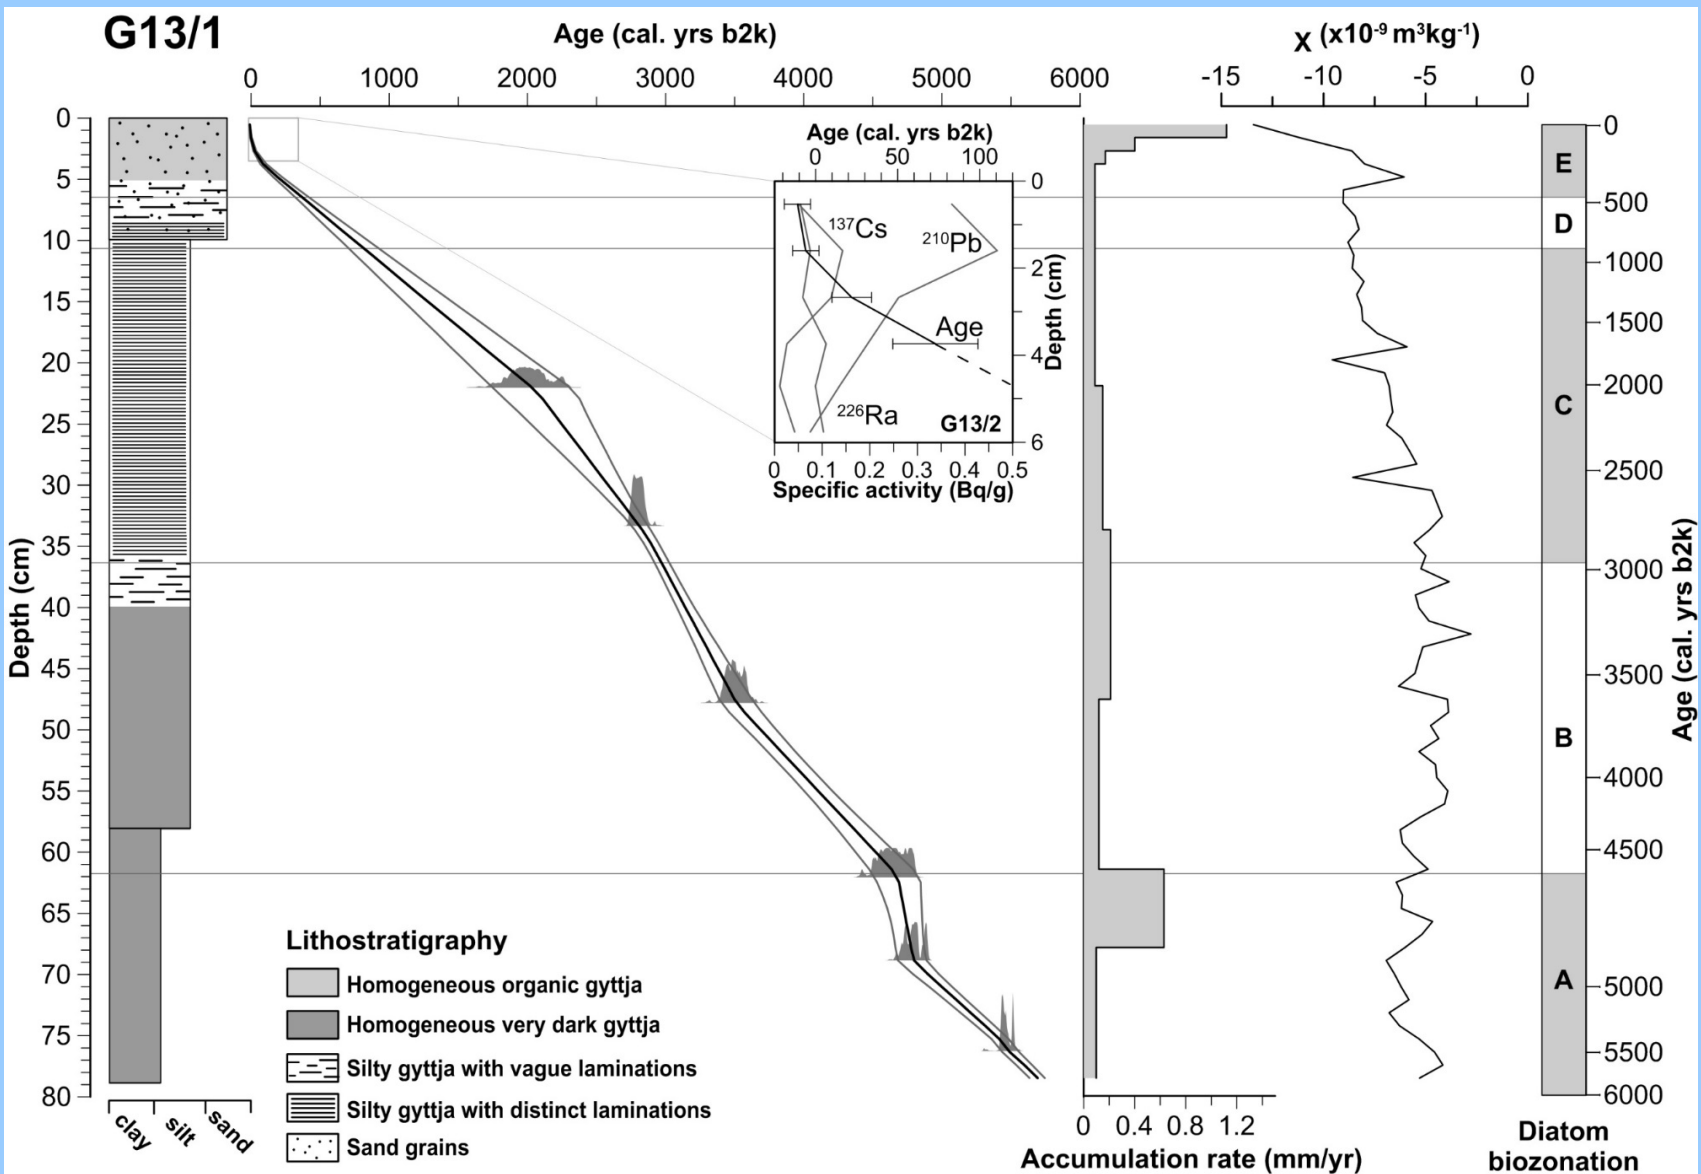 G13/1
Age (cal. yrs b2k)
0 1000 2000 3000 4000 5000 6000
X (x10⁻⁹ m³kg⁻¹)
-15 -10 -5 0
Depth (cm)
0
5
10
15
20
25
30
35
40
45
50
55
60
65
70
75
80
clay silt sand
Age (cal. yrs b2k)
0 50 100
¹³⁷Cs
²¹⁰Pb
Age
²²⁶Ra
G13/2
0
2
4
6
Depth (cm)
0 0.1 0.2 0.3 0.4 0.5
Specific activity (Bq/g)
Lithostratigraphy
Homogeneous organic gyttja
Homogeneous very dark gyttja
Silty gyttja with vague laminations
Silty gyttja with distinct laminations
Sand grains
0 0.4 0.8 1.2
Accumulation rate (mm/yr)
E
D
C
B
A
Diatom
biozonation
0
500
1000
1500
2000
2500
3000
3500
4000
4500
5000
5500
6000
Age (cal. yrs b2k)